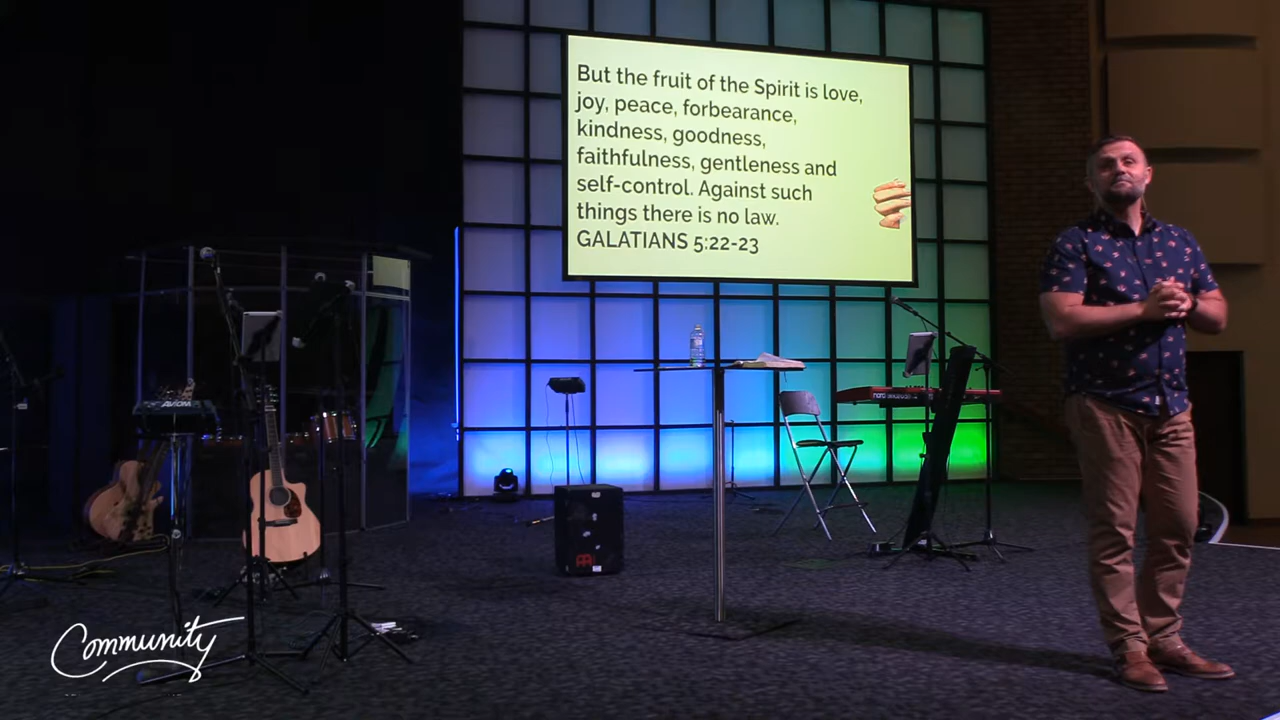 But the fruit of the Spirit is love,
joy, peace, forbearance,
kindness, goodness,
faithfulness, gentleness and
self-control. Against such
things there is no law.
GALATIANS 5:22-23
AVIOM
Community